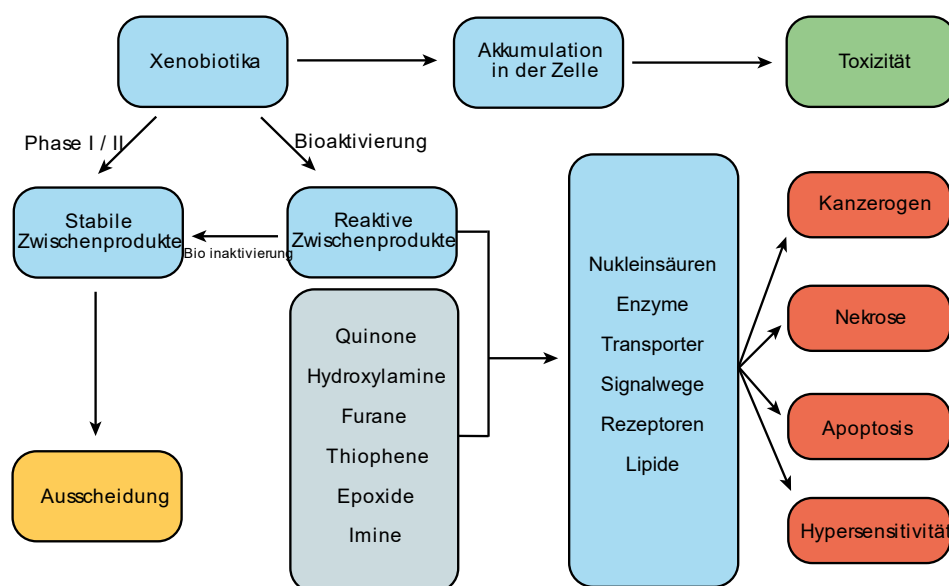 Xenobiotika
Akkumulation
in der Zelle
Toxizität
Phase I / II
Bioaktivierung
Stabile
Zwischenprodukte
Bio inaktivierung
Reaktive
Zwischenprodukte
Quinone
Hydroxylamine
Furane
Thiophene
Epoxide
Imine
Ausscheidung
Nukleinsäuren
Enzyme
Transporter
Signalwege
Rezeptoren
Lipide
Kanzerogen
Nekrose
Apoptosis
Hypersensitivität